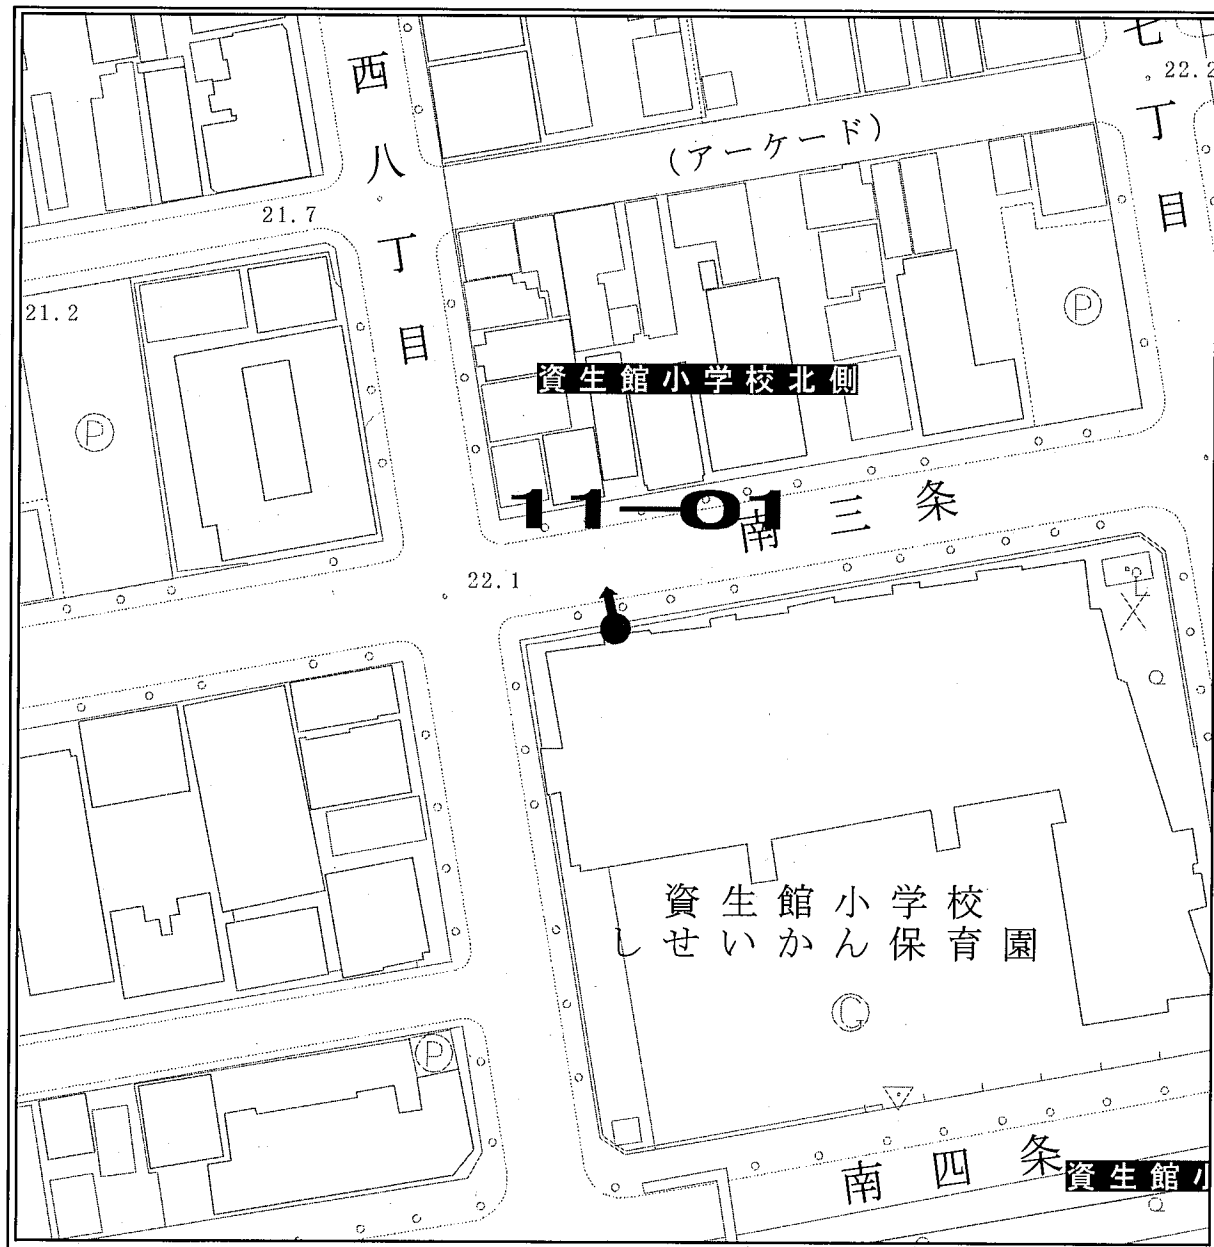 西八丁目
七丁目
22.2
(アーケード)
21.7
21.2
P
P
資生館小学校北側
11-01
南三条
22.1
資生館小学校
しせいかん保育園
G
P
南四条
資生館小